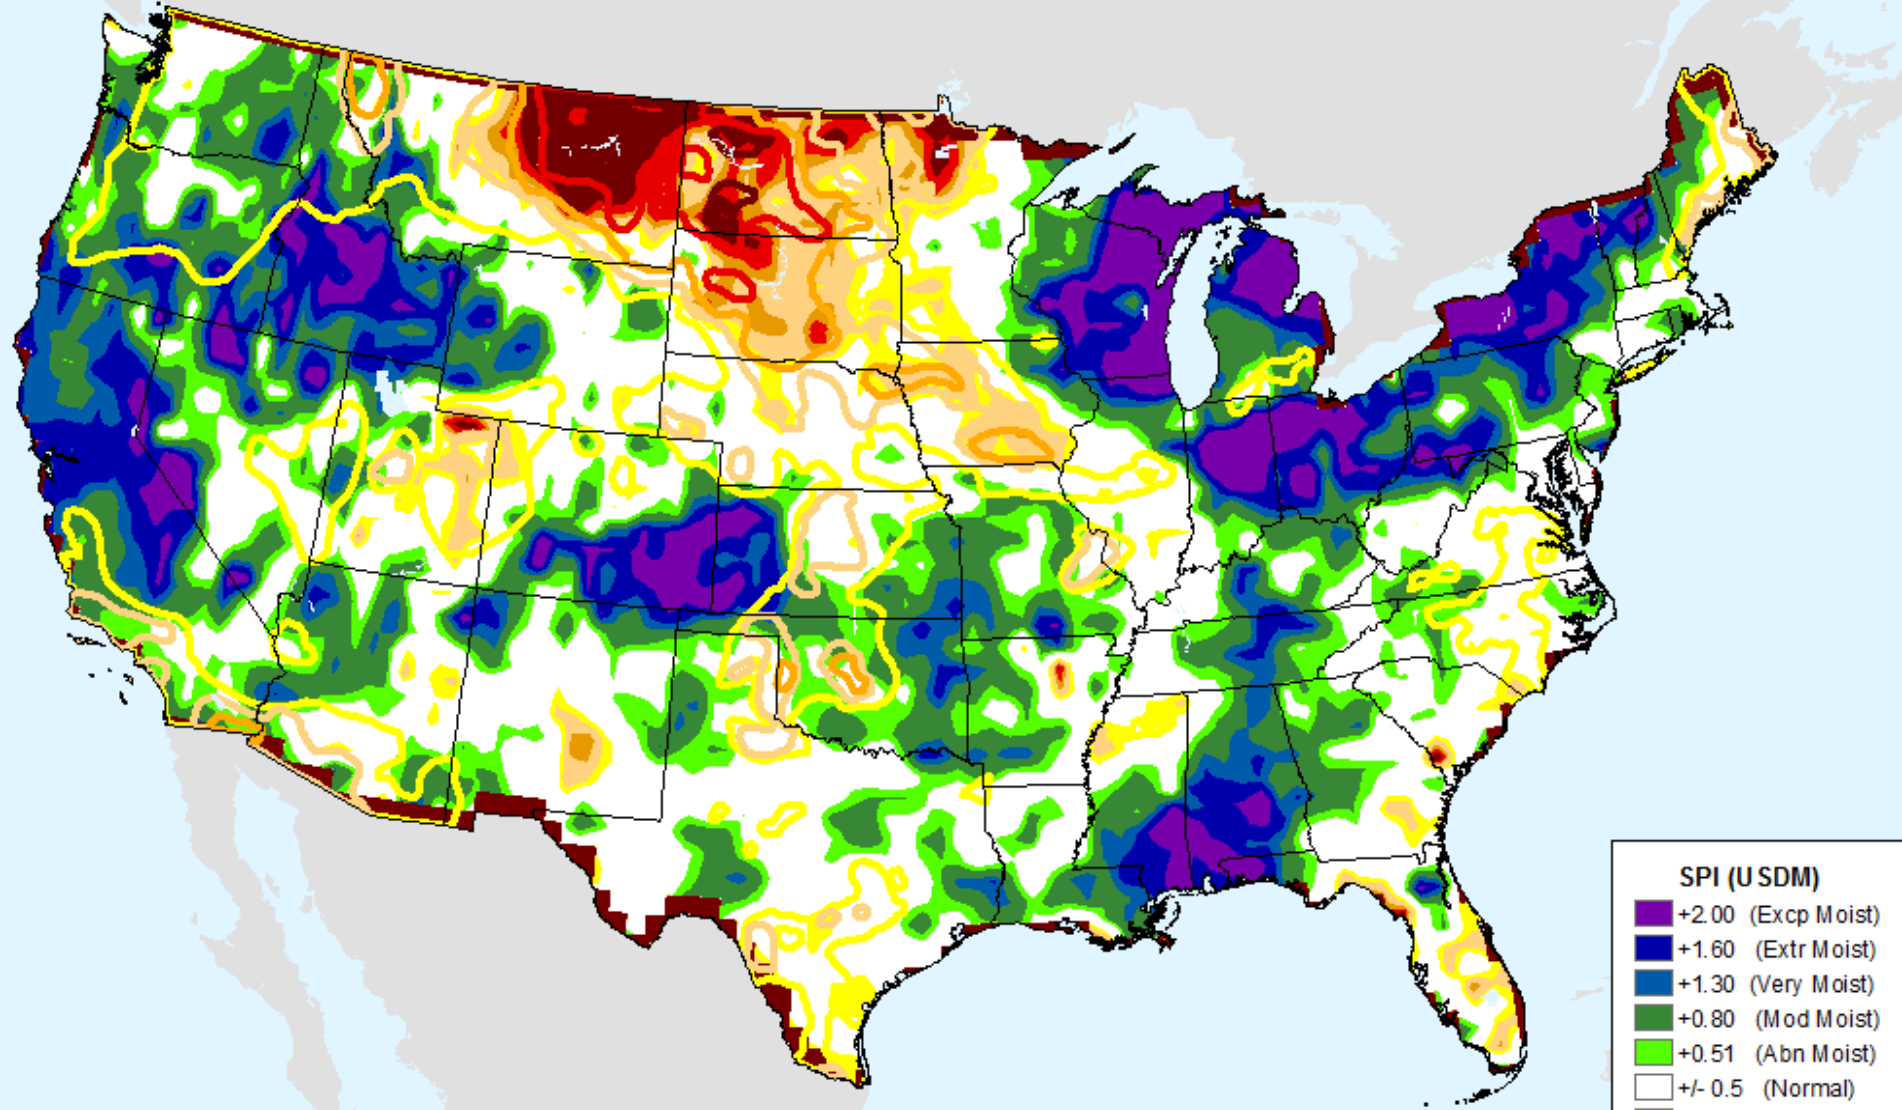 SPI (USDM)
+2.00 (Excp Moist)
+1.60 (Extr Moist)
+1.30 (Very Moist)
+0.80 (Mod Moist)
+0.51 (Abn Moist)
+/- 0.5 (Normal)